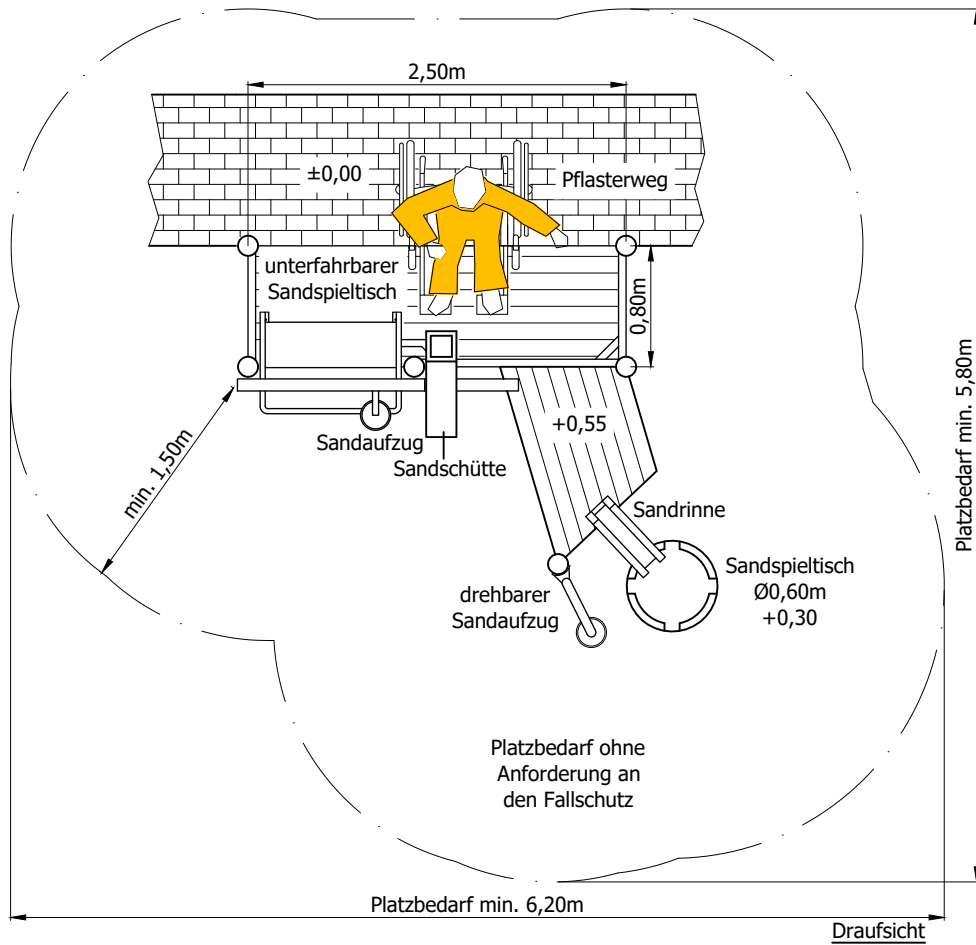 2,50m
±0,00
Pflasterweg
unterfahrbarer
Sandspieltisch
0,80m
Platzbedarf min. 5,80m
+0,55
Sandaufzug
Sandschütte
min. 1,50m
Sandrinne
Sandspieltisch
Ø0,60m
+0,30
drehbarer
Sandaufzug
Platzbedarf ohne
Anforderung an
den Fallschutz
Platzbedarf min. 6,20m
Draufsicht